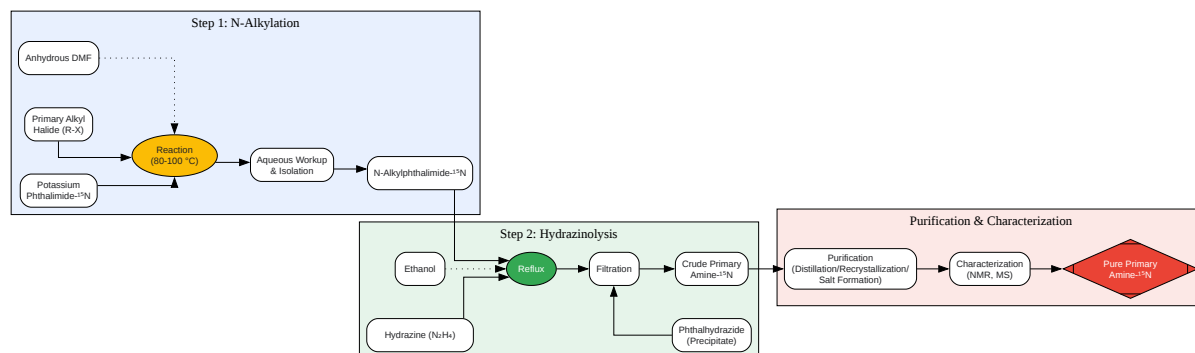 Step 1: N-Alkylation
Anhydrous DMF
Primary Alkyl
Halide (R-X)
Reaction
(80-100 °C)
Potassium
Phthalimide-¹⁵N
Aqueous Workup
& Isolation
N-Alkylphthalimide-¹⁵N
Step 2: Hydrazinolysis
Ethanol
Reflux
Filtration
Crude Primary
Amine-¹⁵N
Hydrazine (N₂H₄)
Phthalhydrazide
(Precipitate)
Purification & Characterization
Purification
(Distillation/Recrystallization/
Salt Formation)
Characterization
(NMR, MS)
Pure Primary
Amine-¹⁵N